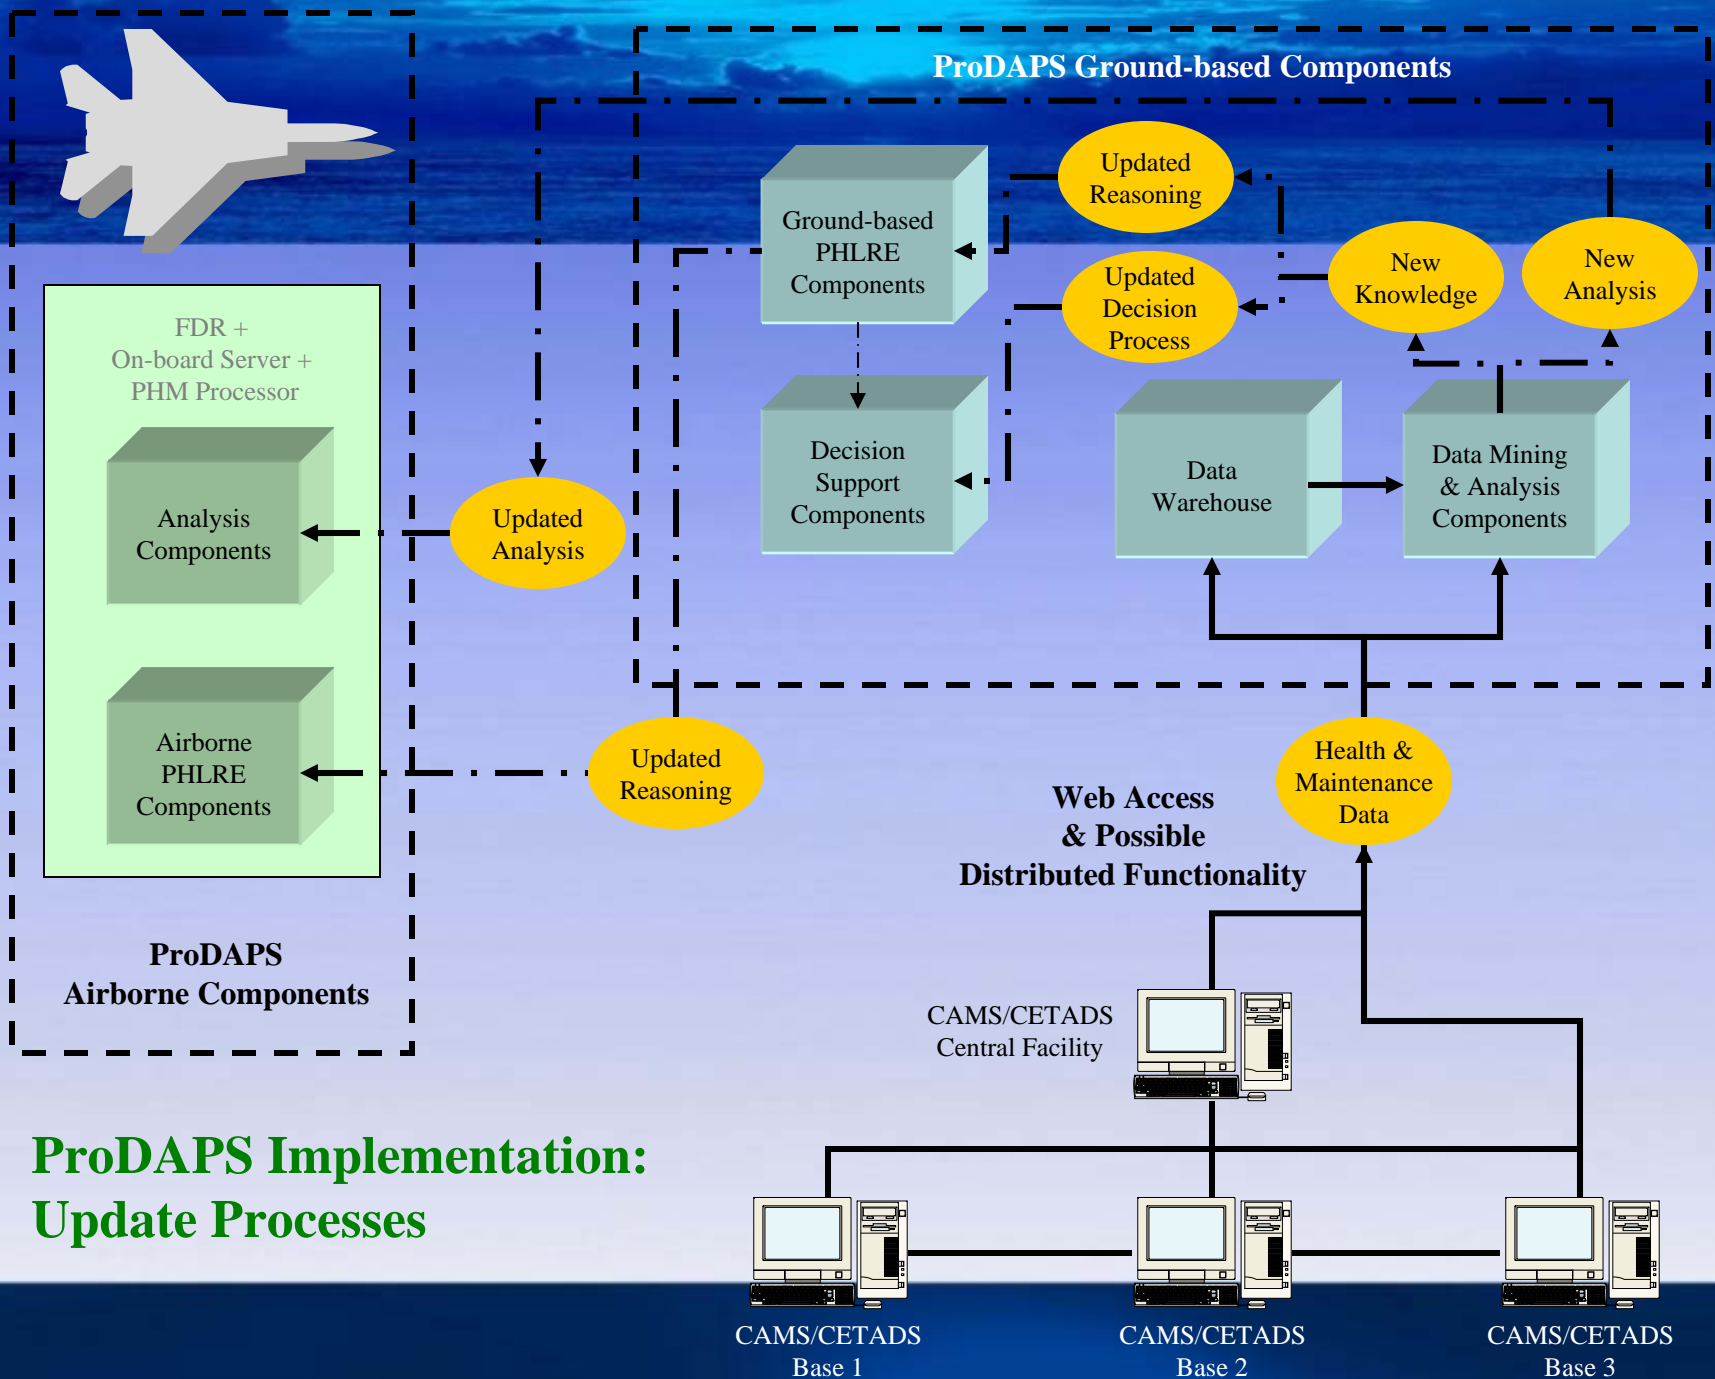 ProDAPS Ground-based Components
Updated
Reasoning
Ground-based
PHLRE
Components
Updated
Decision
Process
New
Knowledge
New
Analysis
FDR +
On-board Server +
PHM Processor
Analysis
Components
Updated
Analysis
Decision
Support
Components
Data
Warehouse
Data Mining
& Analysis
Components
Airborne
PHLRE
Components
Updated
Reasoning
Health &
Maintenance
Data
Web Access
& Possible
Distributed Functionality
ProDAPS
Airborne Components
CAMS/CETADS
Central Facility
ProDAPS Implementation:
Update Processes
CAMS/CETADS
Base 1
CAMS/CETADS
Base 2
CAMS/CETADS
Base 3